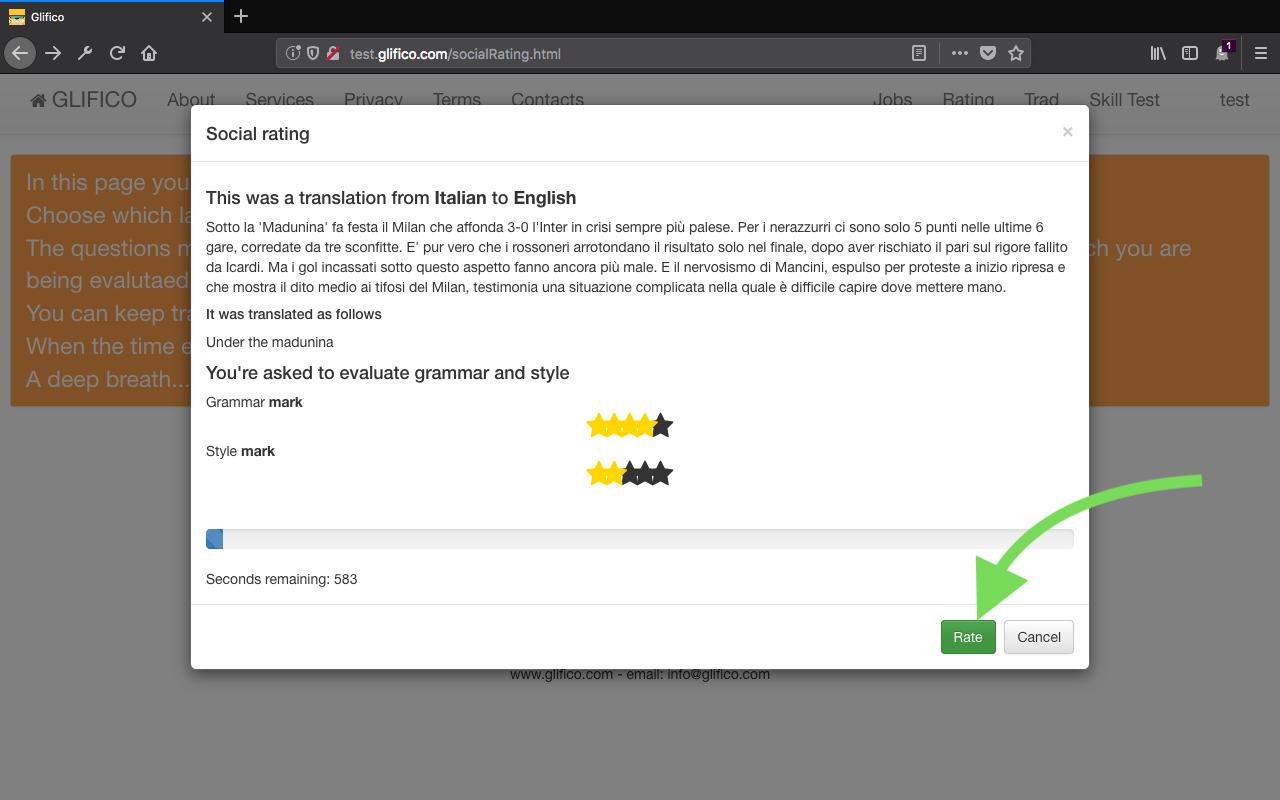 Glifico
test.glifico.com/socialRating.html
1
GLIFICO About Services Privacy Terms Contacts Jobs Rating Trad Skill Test test
In this page you
Choose which la
The questions m
ch you are
being evalutaed
You can keep tra
When the time e
A deep breath...
Social rating
×
This was a translation from Italian to English
Sotto la 'Madunina' fa festa il Milan che affonda 3-0 l'Inter in crisi sempre più palese. Per i nerazzurri ci sono solo 5 punti nelle ultime 6
gare, corredate da tre sconfitte. E' pur vero che i rossoneri arrotondano il risultato solo nel finale, dopo aver rischiato il pari sul rigore fallito
da Icardi. Ma i gol incassati sotto questo aspetto fanno ancora più male. E il nervosismo di Mancini, espulso per proteste a inizio ripresa e
che mostra il dito medio ai tifosi del Milan, testimonia una situazione complicata nella quale è difficile capire dove mettere mano.
It was translated as follows
Under the madunina
You're asked to evaluate grammar and style
Grammar mark
Style mark
Seconds remaining: 583
Rate Cancel
www.glifico.com - email: info@glifico.com